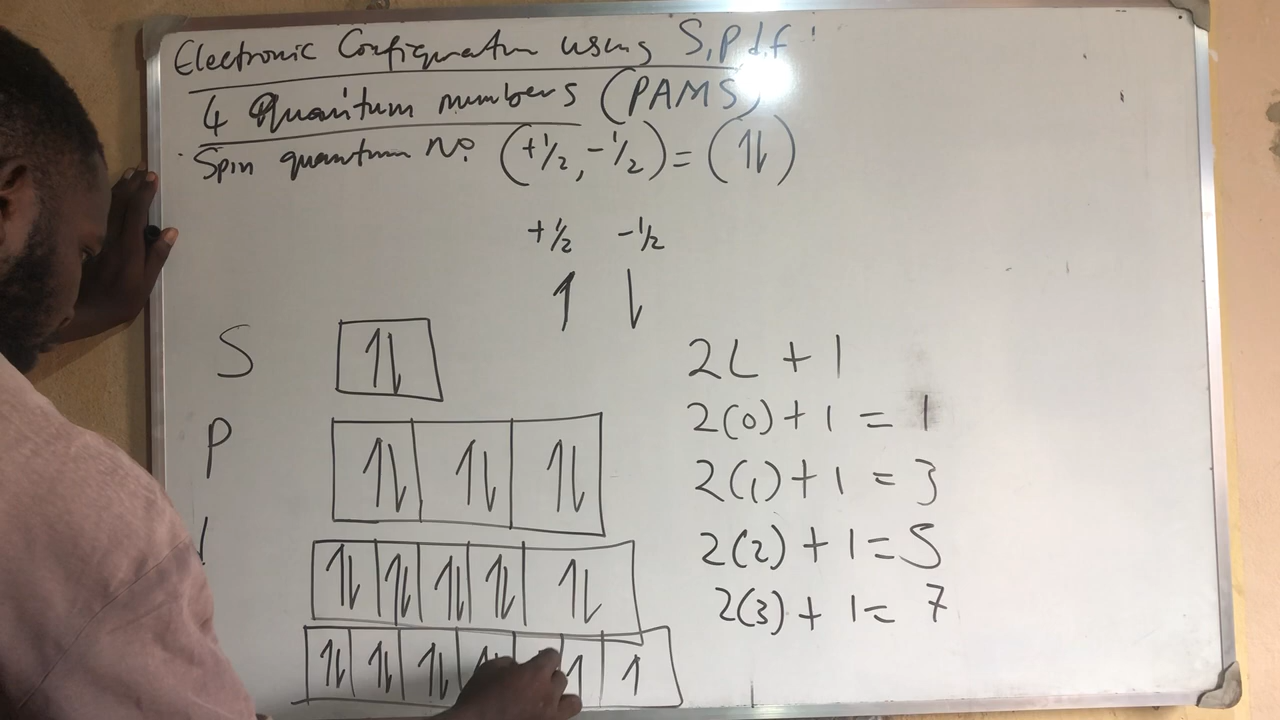 Electronic Configuration using S,P d.f
4 Quantum numbers (PAMS)
Spin quantum No. (+1/2, -1/2) = (↿⇂)
+1/2 -1/2
↿ ⇂
S ↿⇂ 2L + 1
2(0) + 1 = 1
P ↿⇂ ↿⇂ ↿⇂ 2(1) + 1 = 3
↿⇂ ↿⇂ ↿⇂ ↿⇂ ↿⇂ 2(2) + 1 = 5
2(3) + 1 = 7
↿⇂ ↿⇂ ↿⇂ ↿ ↿